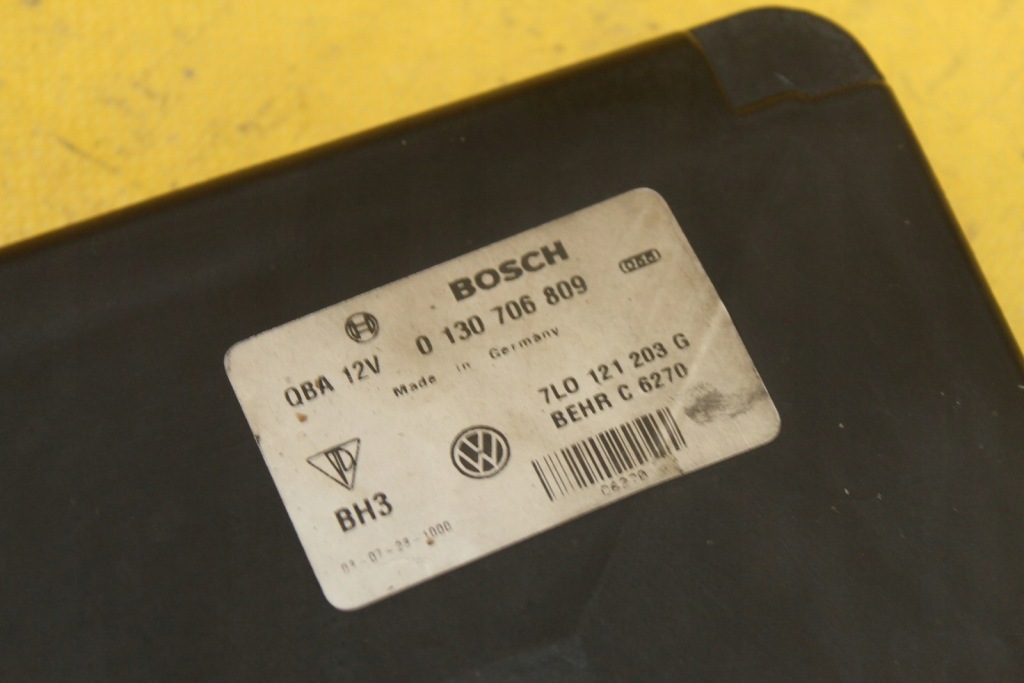 BOSCH
0 130 706 809
QBA 12V
Made in Germany
7L0 121 203 G
BEHR C 6270
BH3
C6270